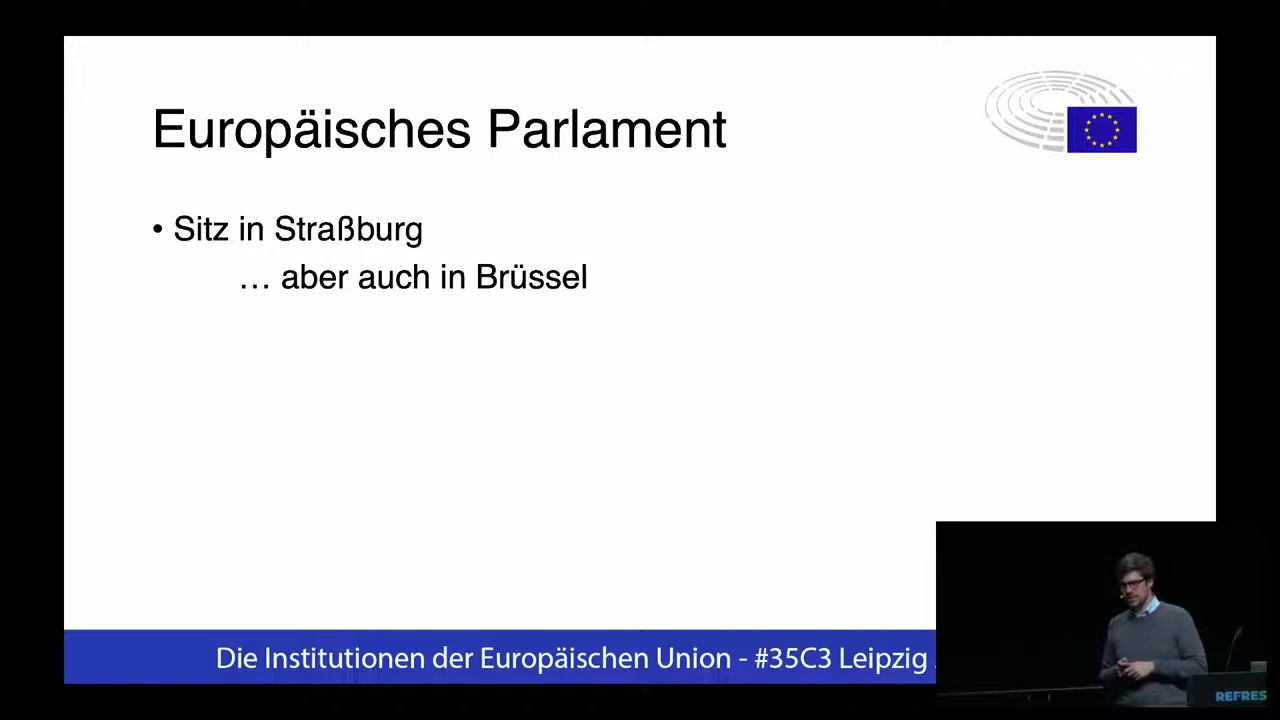 Europäisches Parlament
• Sitz in Straßburg
… aber auch in Brüssel
Die Institutionen der Europäischen Union - #35C3 Leipzig
REFRES